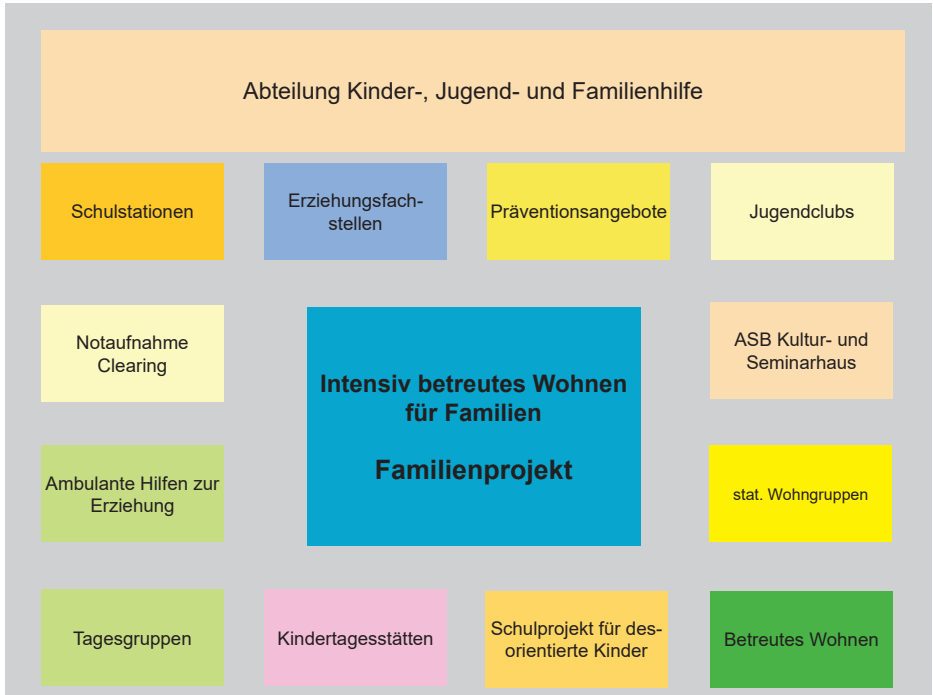 Abteilung Kinder-, Jugend- und Familienhilfe
Schulstationen
Erziehungsfach-
stellen
Präventionsangebote
Jugendclubs
Notaufnahme
Clearing
Intensiv betreutes Wohnen
für Familien
Familienprojekt
ASB Kultur- und
Seminarhaus
Ambulante Hilfen zur
Erziehung
stat. Wohngruppen
Tagesgruppen
Kindertagesstätten
Schulprojekt für des-
orientierte Kinder
Betreutes Wohnen